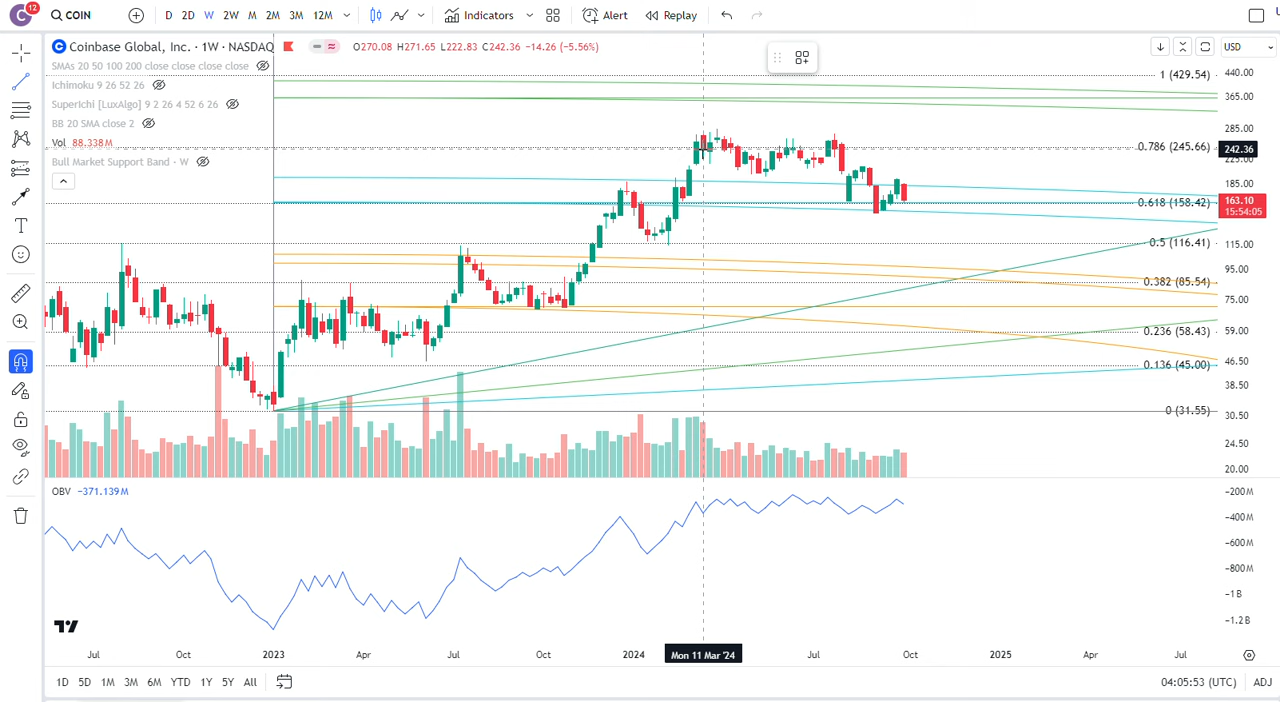 12
COIN
D 2D W 2W M 2M 3M 12M
Indicators
Alert
Replay
Coinbase Global, Inc. · 1W · NASDAQ
O270.08 H271.65 L222.83 C242.36 −14.26 (−5.56%)
USD
SMAs 20 50 100 200 close close close close
Ichimoku 9 26 52 26
SuperIchi [LuxAlgo] 9 2 26 4 52 6 26
BB 20 SMA close 2
Vol 88.338M
Bull Market Support Band - W
1 (429.54)
0.786 (245.66)
0.618 (158.42)
0.5 (116.41)
0.382 (85.54)
0.236 (58.43)
0.136 (45.00)
0 (31.55)
440.00
365.00
285.00
242.36
225.00
185.00
163.10
15:54:05
115.00
95.00
75.00
59.00
46.50
38.50
30.50
24.50
20.00
OBV −371.139M
−200M
−400M
−600M
−800M
−1B
−1.2B
Jul Oct 2023 Apr Jul Oct 2024 Mon 11 Mar '24 Jul Oct 2025 Apr Jul
1D 5D 1M 3M 6M YTD 1Y 5Y All
04:05:53 (UTC) ADJ